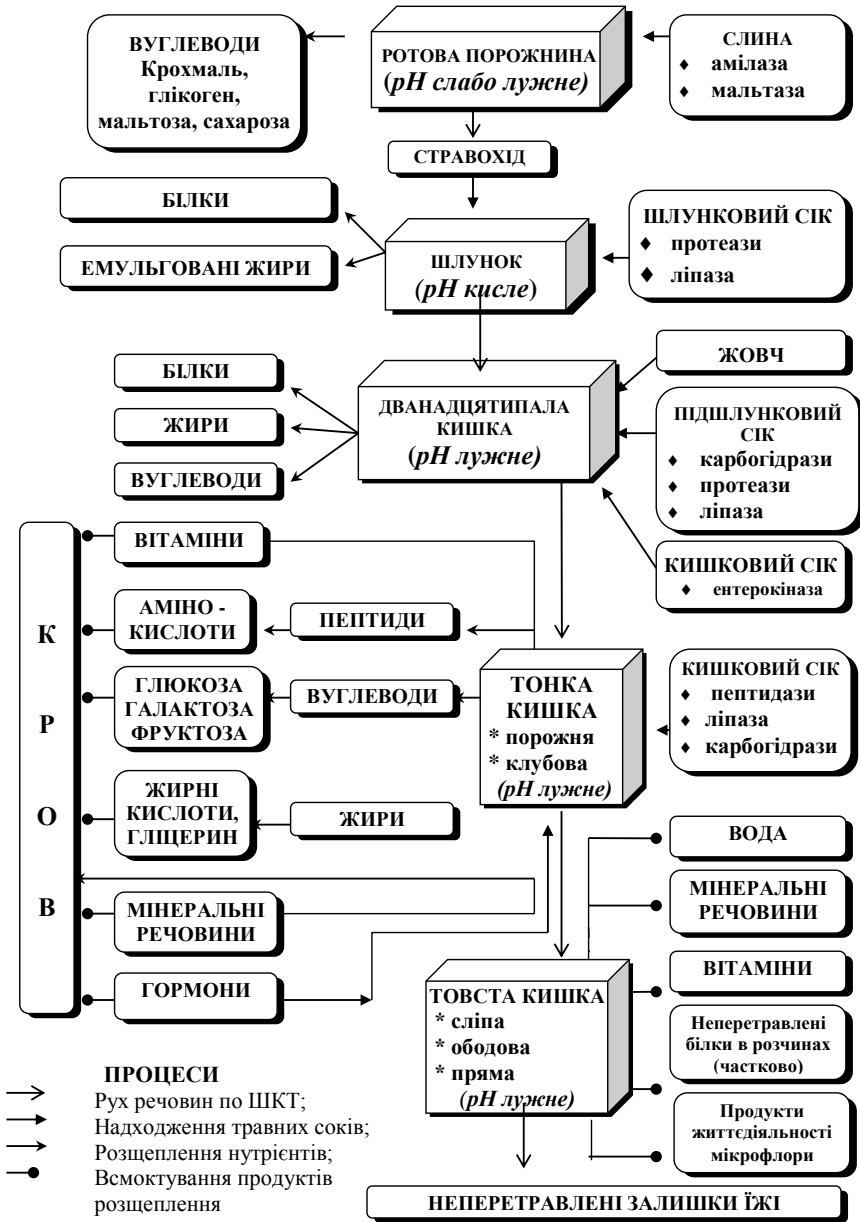 ВУГЛЕВОДИ
Крохмаль,
глікоген,
мальтоза, сахароза
РОТОВА ПОРОЖНИНА
(pH слабо лужне)
СЛИНА
♦ амілаза
♦ мальтаза
СТРАВОХІД
БІЛКИ
ЕМУЛЬГОВАНІ ЖИРИ
ШЛУНОК
(pH кисле)
ШЛУНКОВИЙ СІК
♦ протеази
♦ ліпаза
БІЛКИ
ЖИРИ
ВУГЛЕВОДИ
ДВАНАДЦЯТИПАЛА
КИШКА
(pH лужне)
ЖОВЧ
ПІДШЛУНКОВИЙ
СІК
♦ карбогідрази
♦ протеази
♦ ліпаза
КИШКОВИЙ СІК
♦ ентерокіназа
К
Р
О
В
ВІТАМІНИ
АМІНО -
КИСЛОТИ
ПЕПТИДИ
ГЛЮКОЗА
ГАЛАКТОЗА
ФРУКТОЗА
ВУГЛЕВОДИ
ЖИРНІ
КИСЛОТИ,
ГЛІЦЕРИН
ЖИРИ
МІНЕРАЛЬНІ
РЕЧОВИНИ
ГОРМОНИ
ТОНКА
КИШКА
* порожня
* клубова
(pH лужне)
КИШКОВИЙ СІК
♦ пептидази
♦ ліпаза
♦ карбогідрази
ТОВСТА КИШКА
* сліпа
* ободова
* пряма
(pH лужне)
ВОДА
МІНЕРАЛЬНІ
РЕЧОВИНИ
ВІТАМІНИ
Неперетравлені
білки в розчинах
(частково)
Продукти
життєдіяльності
мікрофлори
ПРОЦЕСИ
Рух речовин по ШКТ;
Надходження травних соків;
Розщеплення нутрієнтів;
Всмоктування продуктів
розщеплення
НЕПЕРЕТРАВЛЕНІ ЗАЛИШКИ ЇЖІ